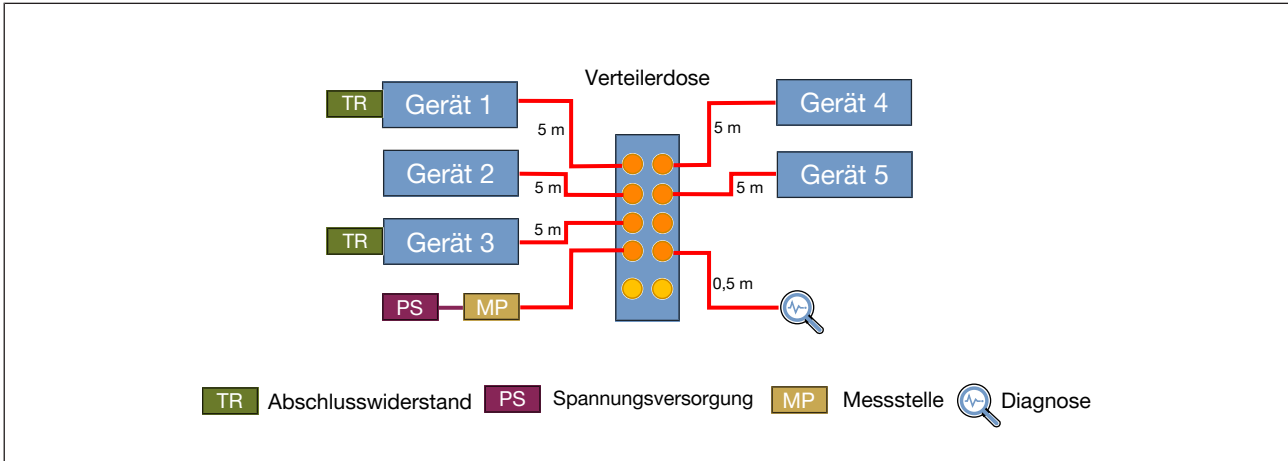 Verteilerdose
TR Gerät 1
Gerät 4
5 m
5 m
Gerät 2
Gerät 5
5 m
5 m
TR Gerät 3
5 m
PS MP
0,5 m
TR Abschlusswiderstand PS Spannungsversorgung MP Messstelle Diagnose